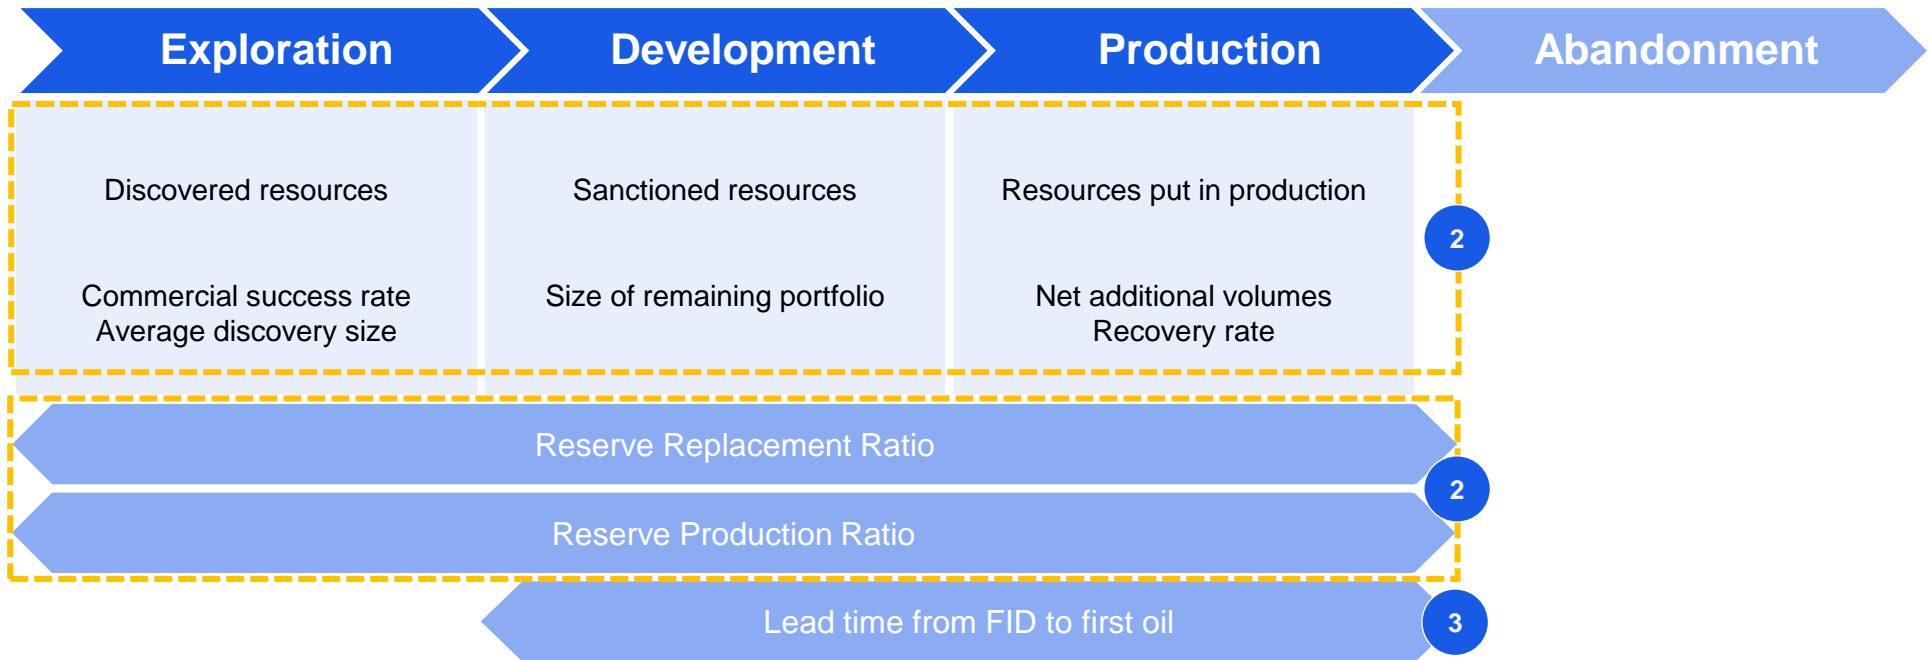 Exploration
Development
Production
Abandonment
Discovered resources
Sanctioned resources
Resources put in production
2
Commercial success rate
Average discovery size
Size of remaining portfolio
Net additional volumes
Recovery rate
Reserve Replacement Ratio
2
Reserve Production Ratio
Lead time from FID to first oil
3